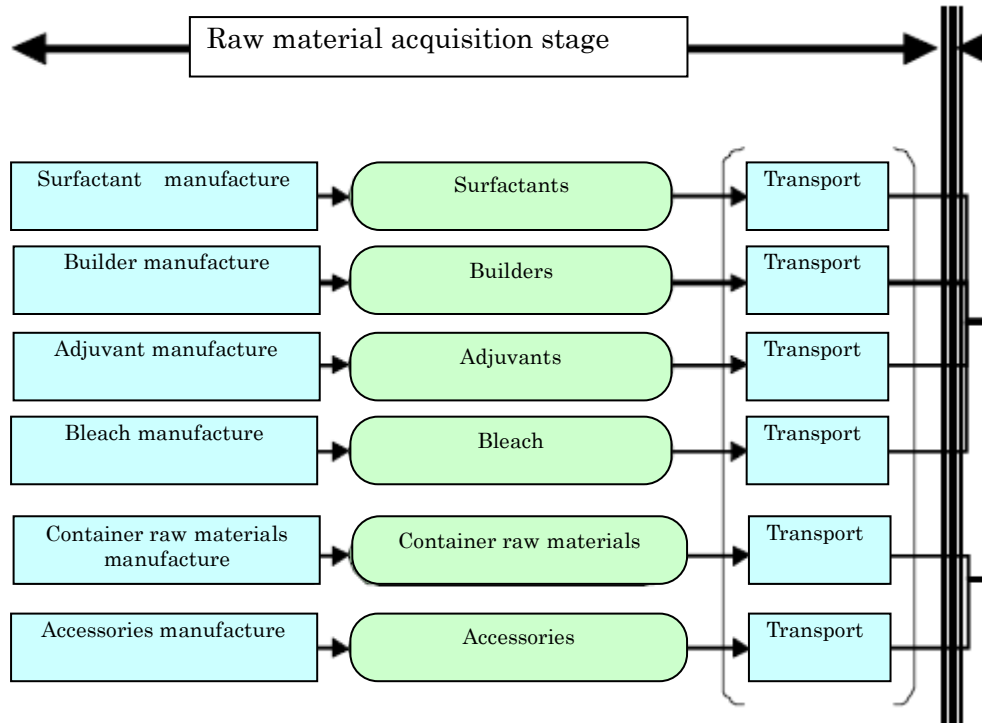 Raw material acquisition stage
Surfactant manufacture
Surfactants
Transport
Builder manufacture
Builders
Transport
Adjuvant manufacture
Adjuvants
Transport
Bleach manufacture
Bleach
Transport
Container raw materials
manufacture
Container raw materials
Transport
Accessories manufacture
Accessories
Transport